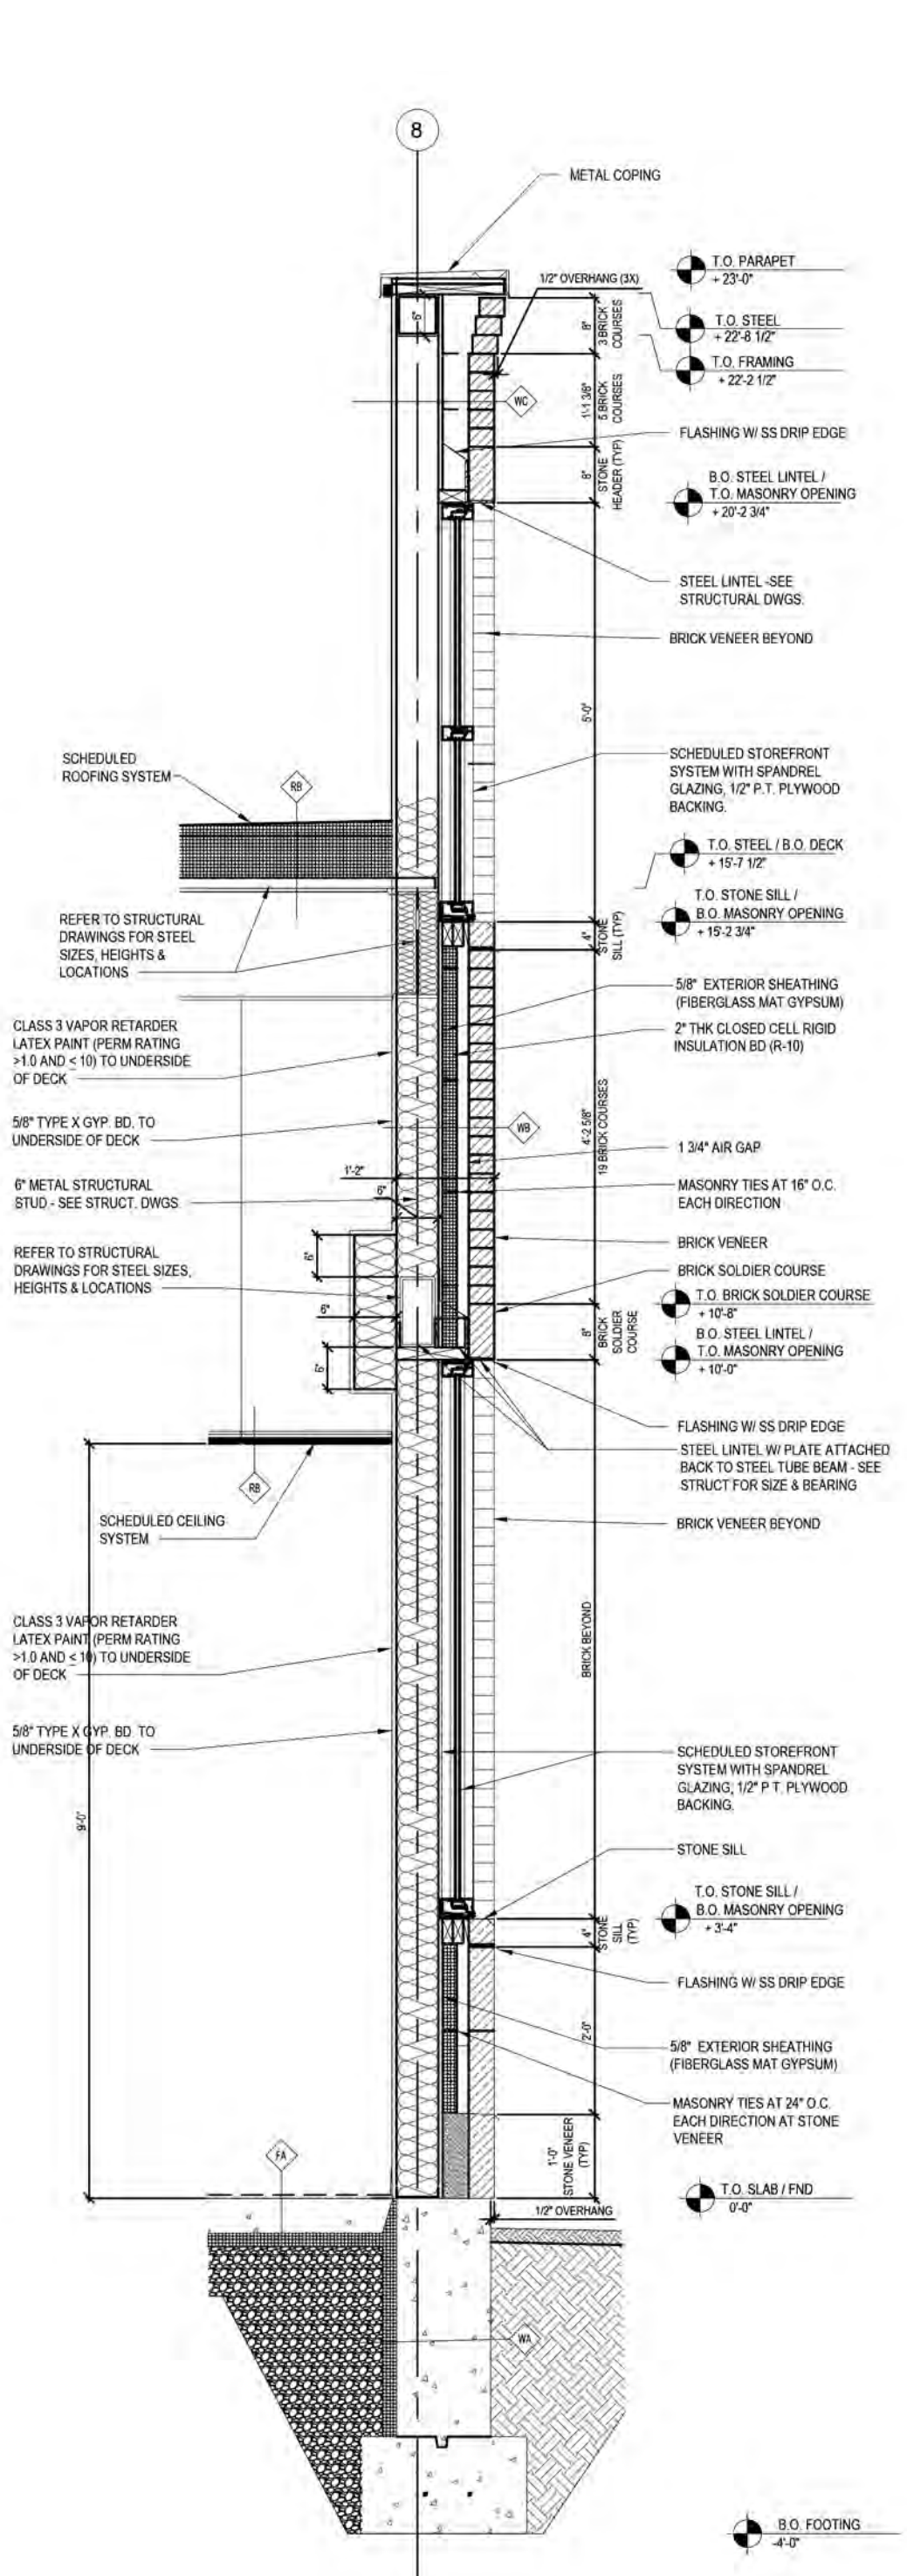 8
METAL COPING
T.O. PARAPET
+ 23'-0"
1/2" OVERHANG (3X)
6"
8"
3 BRICK
COURSES
T.O. STEEL
+ 22'-8 1/2"
T.O. FRAMING
+ 22'-2 1/2"
WC
1'-1 3/8"
5 BRICK
COURSES
FLASHING W/ SS DRIP EDGE
8"
STONE
HEADER (TYP)
B.O. STEEL LINTEL /
T.O. MASONRY OPENING
+ 20'-2 3/4"
STEEL LINTEL -SEE
STRUCTURAL DWGS.
BRICK VENEER BEYOND
5'-0"
SCHEDULED
ROOFING SYSTEM
RB
SCHEDULED STOREFRONT
SYSTEM WITH SPANDREL
GLAZING, 1/2" P.T. PLYWOOD
BACKING.
T.O. STEEL / B.O. DECK
+ 15'-7 1/2"
T.O. STONE SILL /
B.O. MASONRY OPENING
+ 15'-2 3/4"
4"
STONE
SILL (TYP)
REFER TO STRUCTURAL
DRAWINGS FOR STEEL
SIZES, HEIGHTS &
LOCATIONS
5/8" EXTERIOR SHEATHING
(FIBERGLASS MAT GYPSUM)
CLASS 3 VAPOR RETARDER
LATEX PAINT (PERM RATING
>1.0 AND ≤ 10) TO UNDERSIDE
OF DECK
2" THK CLOSED CELL RIGID
INSULATION BD (R-10)
4'-2 5/8"
19 BRICK COURSES
5/8" TYPE X GYP. BD. TO
UNDERSIDE OF DECK
WB
1 3/4" AIR GAP
1'-2"
6"
6" METAL STRUCTURAL
STUD - SEE STRUCT. DWGS.
MASONRY TIES AT 16" O.C.
EACH DIRECTION
BRICK VENEER
REFER TO STRUCTURAL
DRAWINGS FOR STEEL SIZES,
HEIGHTS & LOCATIONS
6"
6"
6"
BRICK SOLDIER COURSE
T.O. BRICK SOLDIER COURSE
+ 10'-8"
8"
BRICK
SOLDIER
COURSE
B.O. STEEL LINTEL /
T.O. MASONRY OPENING
+ 10'-0"
FLASHING W/ SS DRIP EDGE
STEEL LINTEL W/ PLATE ATTACHED
BACK TO STEEL TUBE BEAM - SEE
STRUCT FOR SIZE & BEARING
RB
SCHEDULED CEILING
SYSTEM
BRICK VENEER BEYOND
BRICK BEYOND
CLASS 3 VAPOR RETARDER
LATEX PAINT (PERM RATING
>1.0 AND ≤ 10) TO UNDERSIDE
OF DECK
5/8" TYPE X GYP. BD. TO
UNDERSIDE OF DECK
9'-0"
SCHEDULED STOREFRONT
SYSTEM WITH SPANDREL
GLAZING, 1/2" P.T. PLYWOOD
BACKING.
STONE SILL
T.O. STONE SILL /
B.O. MASONRY OPENING
+ 3'-4"
4"
STONE
SILL
(TYP)
FLASHING W/ SS DRIP EDGE
2'-0"
5/8" EXTERIOR SHEATHING
(FIBERGLASS MAT GYPSUM)
MASONRY TIES AT 24" O.C.
EACH DIRECTION AT STONE
VENEER
1'-0"
STONE VENEER
(TYP)
FA
T.O. SLAB / FND
0'-0"
1/2" OVERHANG
WA
B.O. FOOTING
-4'-0"